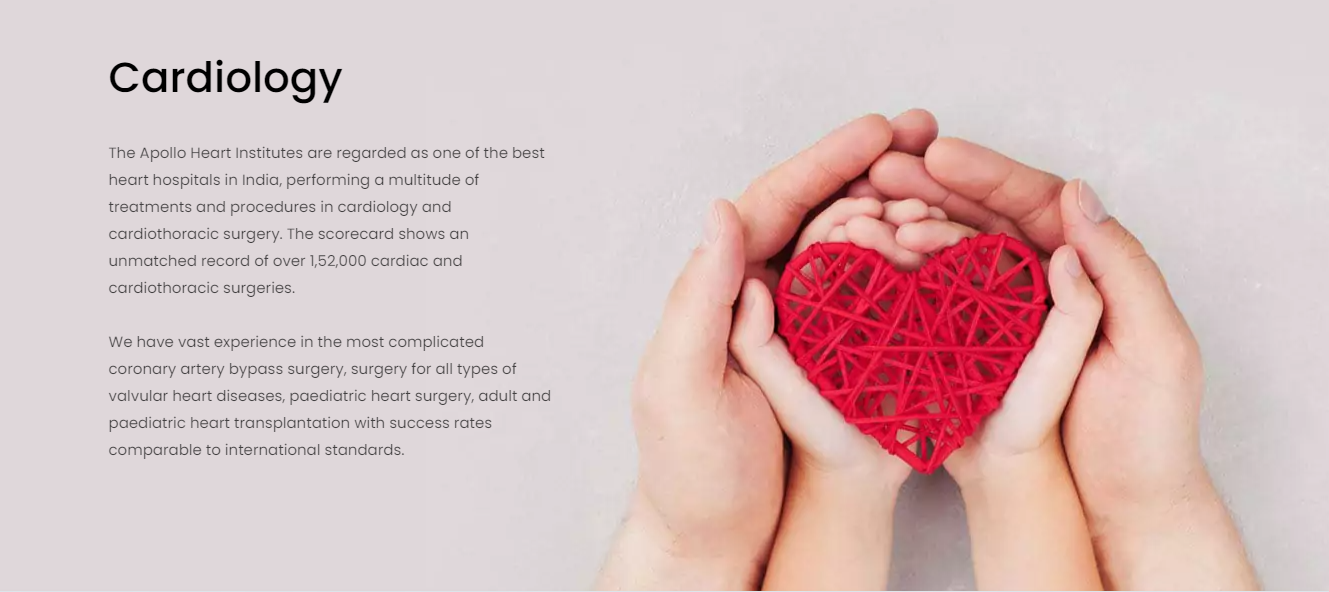 Cardiology
The Apollo Heart Institutes are regarded as one of the best
heart hospitals in India, performing a multitude of
treatments and procedures in cardiology and
cardiothoracic surgery. The scorecard shows an
unmatched record of over 1,52,000 cardiac and
cardiothoracic surgeries.
We have vast experience in the most complicated
coronary artery bypass surgery, surgery for all types of
valvular heart diseases, paediatric heart surgery, adult and
paediatric heart transplantation with success rates
comparable to international standards.